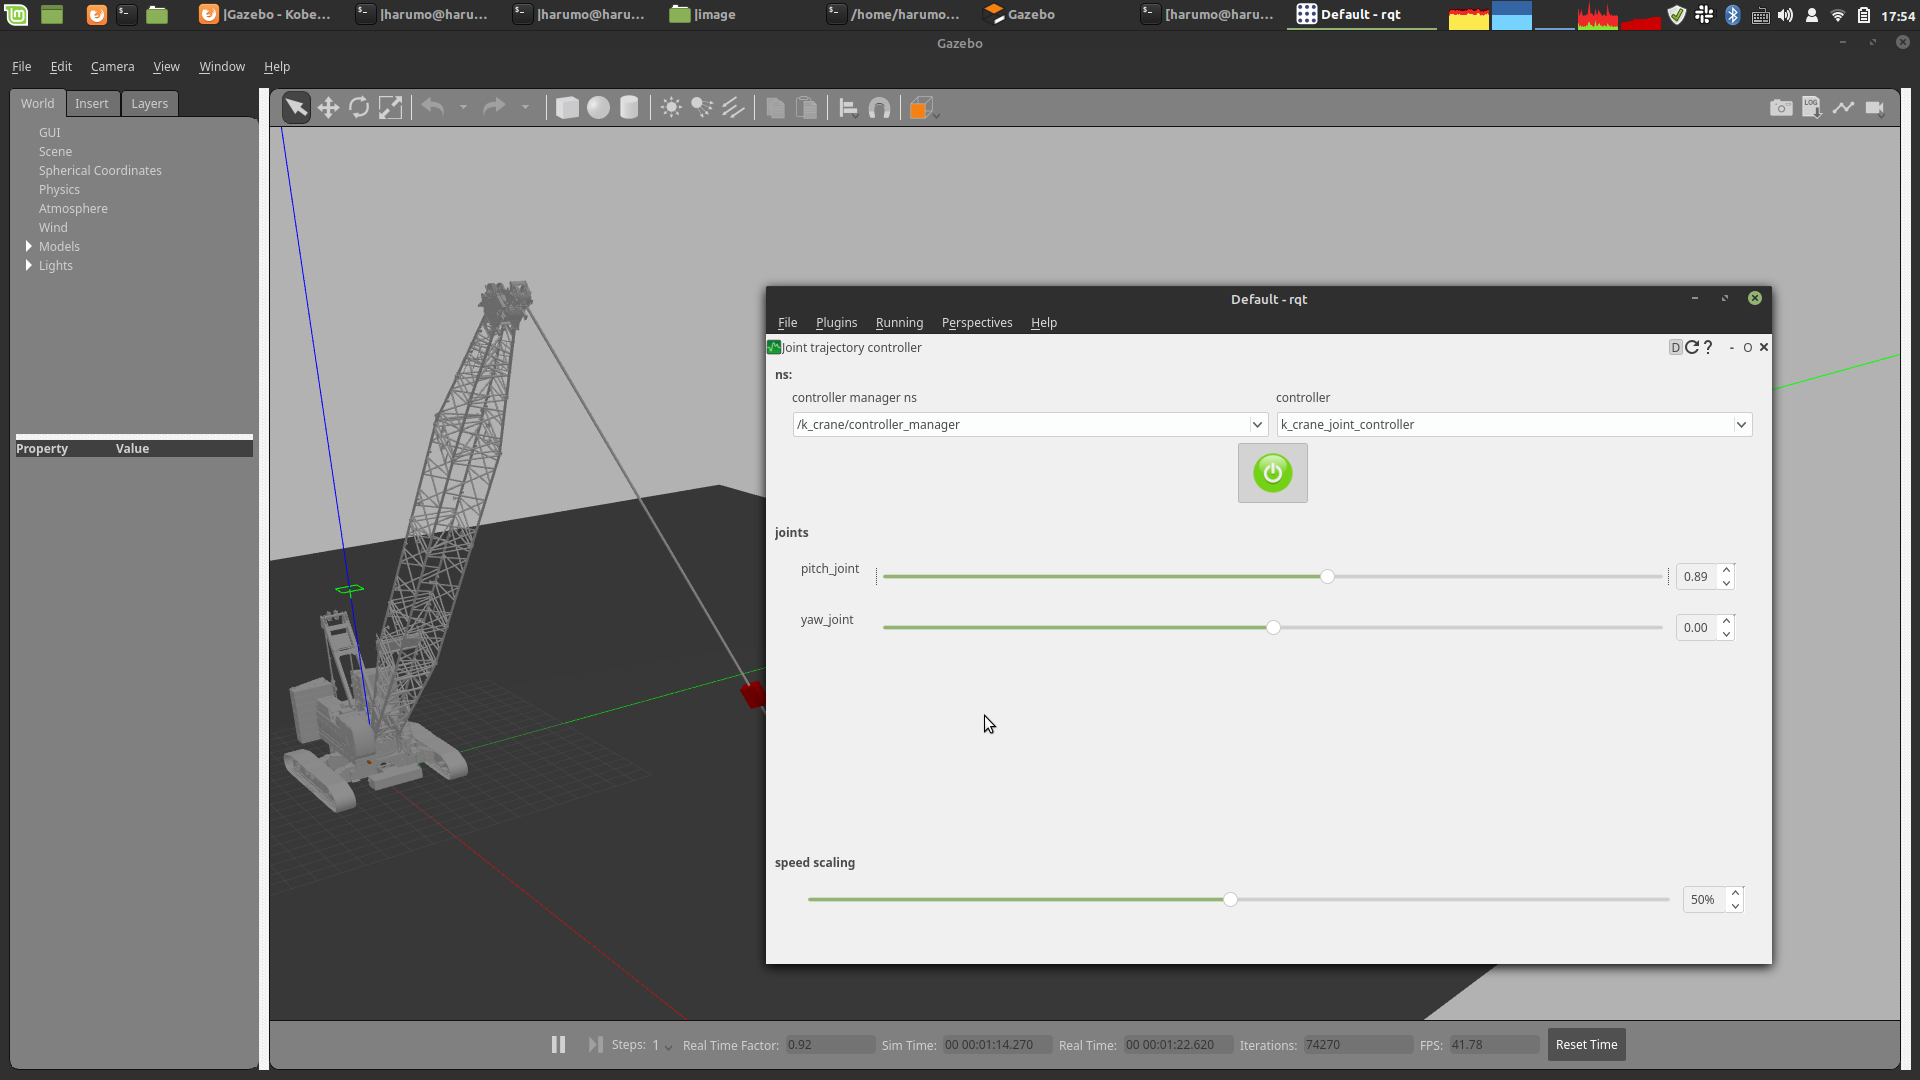 |Gazebo - Kobe...
|harumo@haru...
|harumo@haru...
|image
/home/harumo...
Gazebo
[harumo@haru...
Default - rqt
17:54
Gazebo
File Edit Camera View Window Help
World Insert Layers
GUI
Scene
Spherical Coordinates
Physics
Atmosphere
Wind
Models
Lights
Property Value
LOG
Default - rqt
File Plugins Running Perspectives Help
Joint trajectory controller
D C ? - O ×
ns:
controller manager ns controller
/k_crane/controller_manager k_crane_joint_controller
joints
pitch_joint 0.89
yaw_joint 0.00
speed scaling
50%
Steps: 1 Real Time Factor: 0.92 Sim Time: 00 00:01:14.270 Real Time: 00 00:01:22.620 Iterations: 74270 FPS: 41.78 Reset Time